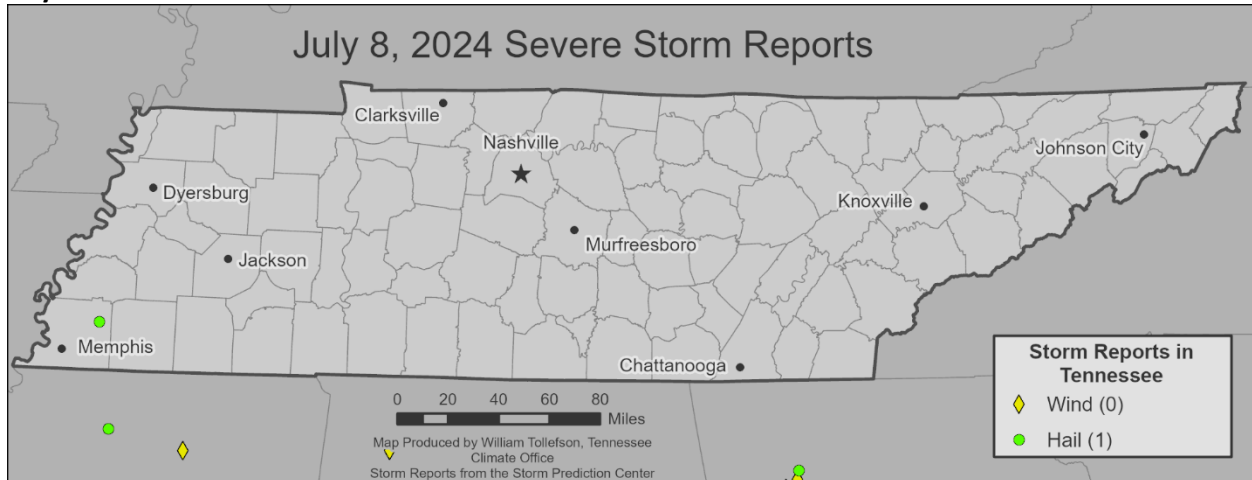 July 8, 2024 Severe Storm Reports
Clarksville
Nashville
Johnson City
Dyersburg
Knoxville
Murfreesboro
Jackson
Memphis
Chattanooga
Storm Reports in
Tennessee
Wind (0)
Hail (1)
0 20 40 60 80
Miles
Map Produced by William Tollefson, Tennessee
Climate Office
Storm Reports from the Storm Prediction Center